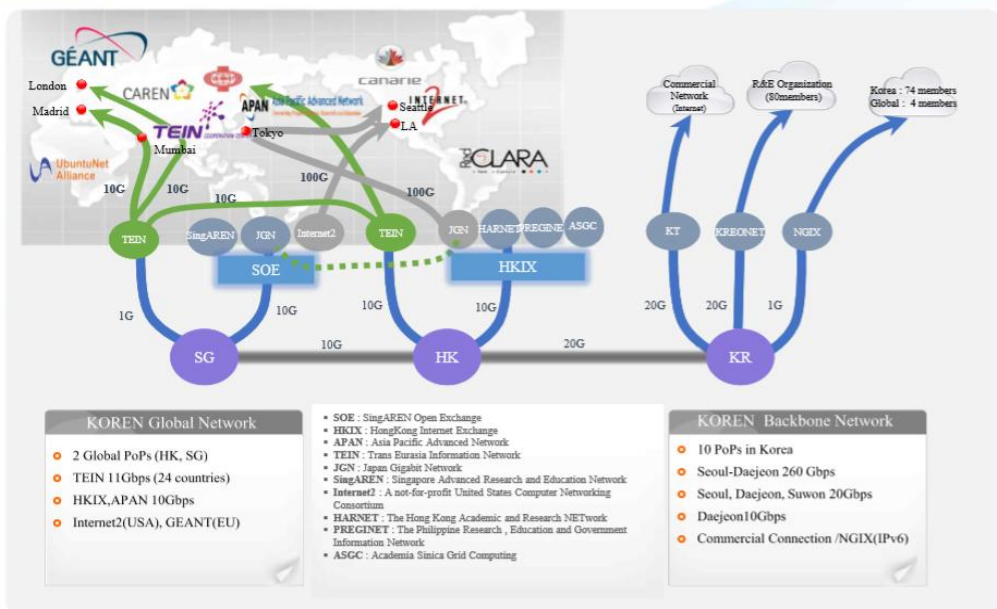 GÉANT
London
CAREN
CERN
canarie
Commercial
Network
(Internet)
R&E Organization
(80members)
Korea : 74 members
Global : 4 members
Madrid
TEIN
APAN
Asia Pacific Advanced Network
Seattle
INTERNET
2
Tokyo
LA
Mumbai
UbuntuNet
Alliance
Red
CLARA
10G
10G
10G
100G
100G
TEIN
SingAREN
JGN
Internet2
TEIN
JGN
HARNET
PREGINE
ASGC
KT
KREONET
NGIX
SOE
HKIX
1G
10G
10G
10G
20G
20G
1G
SG
10G
HK
20G
KR
KOREN Global Network
2 Global PoPs (HK, SG)
TEIN 11Gbps (24 countries)
HKIX,APAN 10Gbps
Internet2(USA), GEANT(EU)
SOE : SingAREN Open Exchange
HKIX : HongKong Internet Exchange
APAN : Asia Pacific Advanced Network
TEIN : Trans Eurasia Information Network
JGN : Japan Gigabit Network
SingAREN : Singapore Advanced Research and Education Network
Internet2 : A not-for-profit United States Computer Networking
Consortium
HARNET : The Hong Kong Academic and Research NETwork
PREGINET : The Philippine Research , Education and Government
Information Network
ASGC : Academia Sinica Grid Computing
KOREN Backbone Network
10 PoPs in Korea
Seoul-Daejeon 260 Gbps
Seoul, Daejeon, Suwon 20Gbps
Daejeon10Gbps
Commercial Connection /NGIX(IPv6)